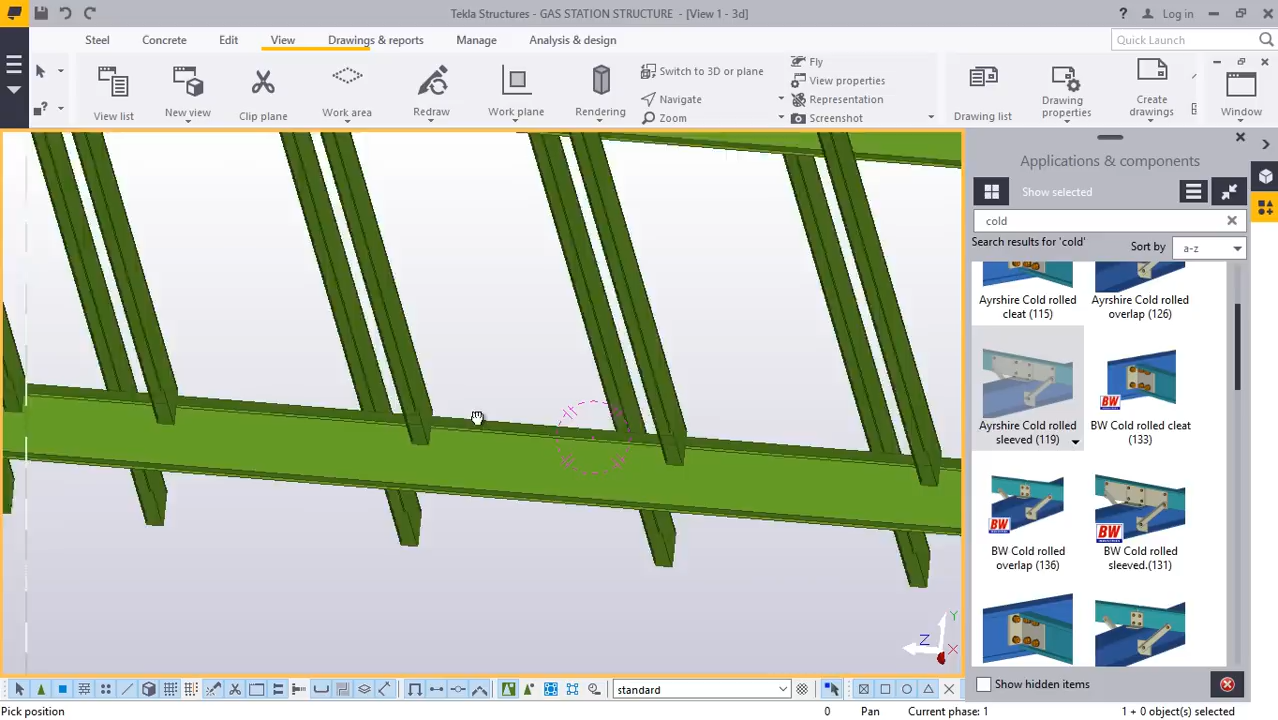 Tekla Structures - GAS STATION STRUCTURE - [View 1 - 3d]
? Log in
Steel Concrete Edit View Drawings & reports Manage Analysis & design
Quick Launch
View list
New view
Clip plane
Work area
Redraw
Work plane
Rendering
Switch to 3D or plane
Navigate
Zoom
Fly
View properties
Representation
Screenshot
Drawing list
Drawing
properties
Create
drawings
Window
Applications & components
Show selected
cold
Search results for 'cold'
Sort by
a-z
Ayrshire Cold rolled
cleat (115)
Ayrshire Cold rolled
overlap (126)
Ayrshire Cold rolled
sleeved (119)
BW
BW Cold rolled cleat
(133)
BW
BW Cold rolled
overlap (136)
BW
BW Cold rolled
sleeved.(131)
Y
Z
X
Show hidden items
standard
Pick position
0
Pan
Current phase: 1
1 + 0 object(s) selected